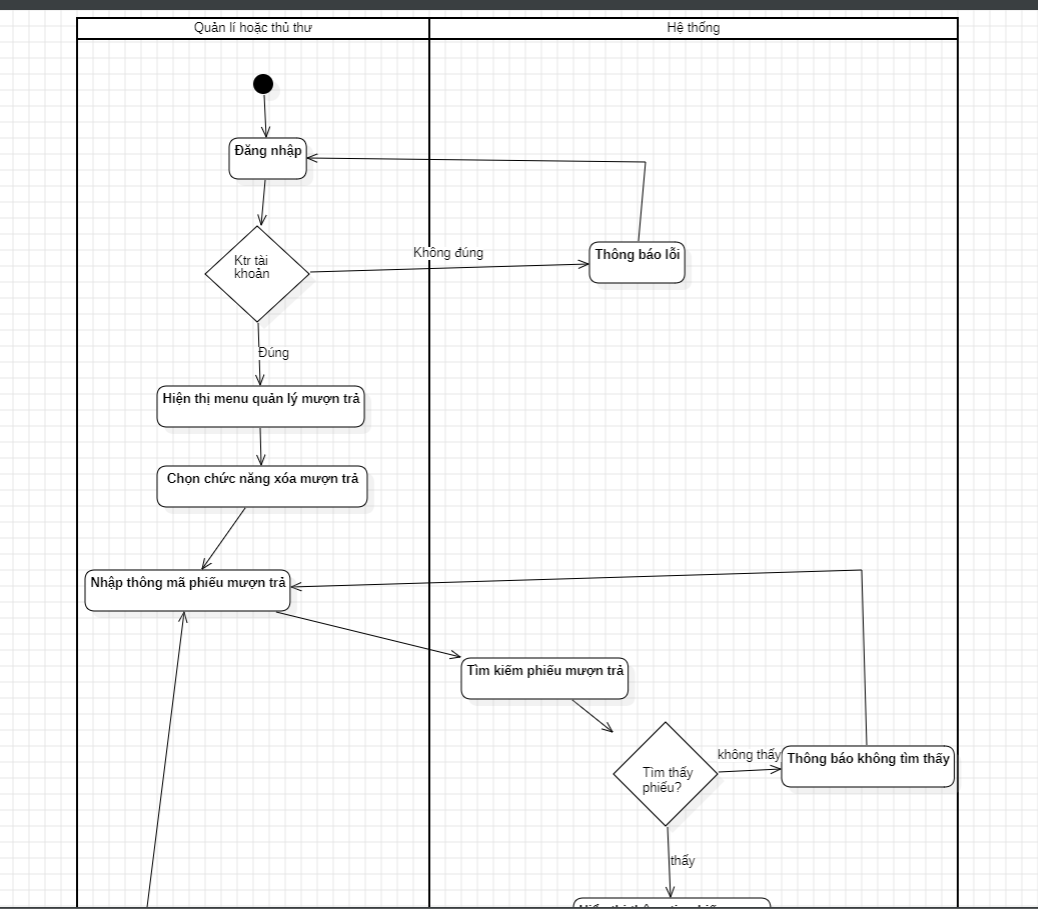 Quản lí hoặc thủ thư
Hệ thống
Đăng nhập
Ktr tài
khoản
Không đúng
Thông báo lỗi
Đúng
Hiện thị menu quản lý mượn trả
Chọn chức năng xóa mượn trả
Nhập thông mã phiếu mượn trả
Tìm kiếm phiếu mượn trả
Tìm thấy
phiếu?
không thấy
Thông báo không tìm thấy
thấy